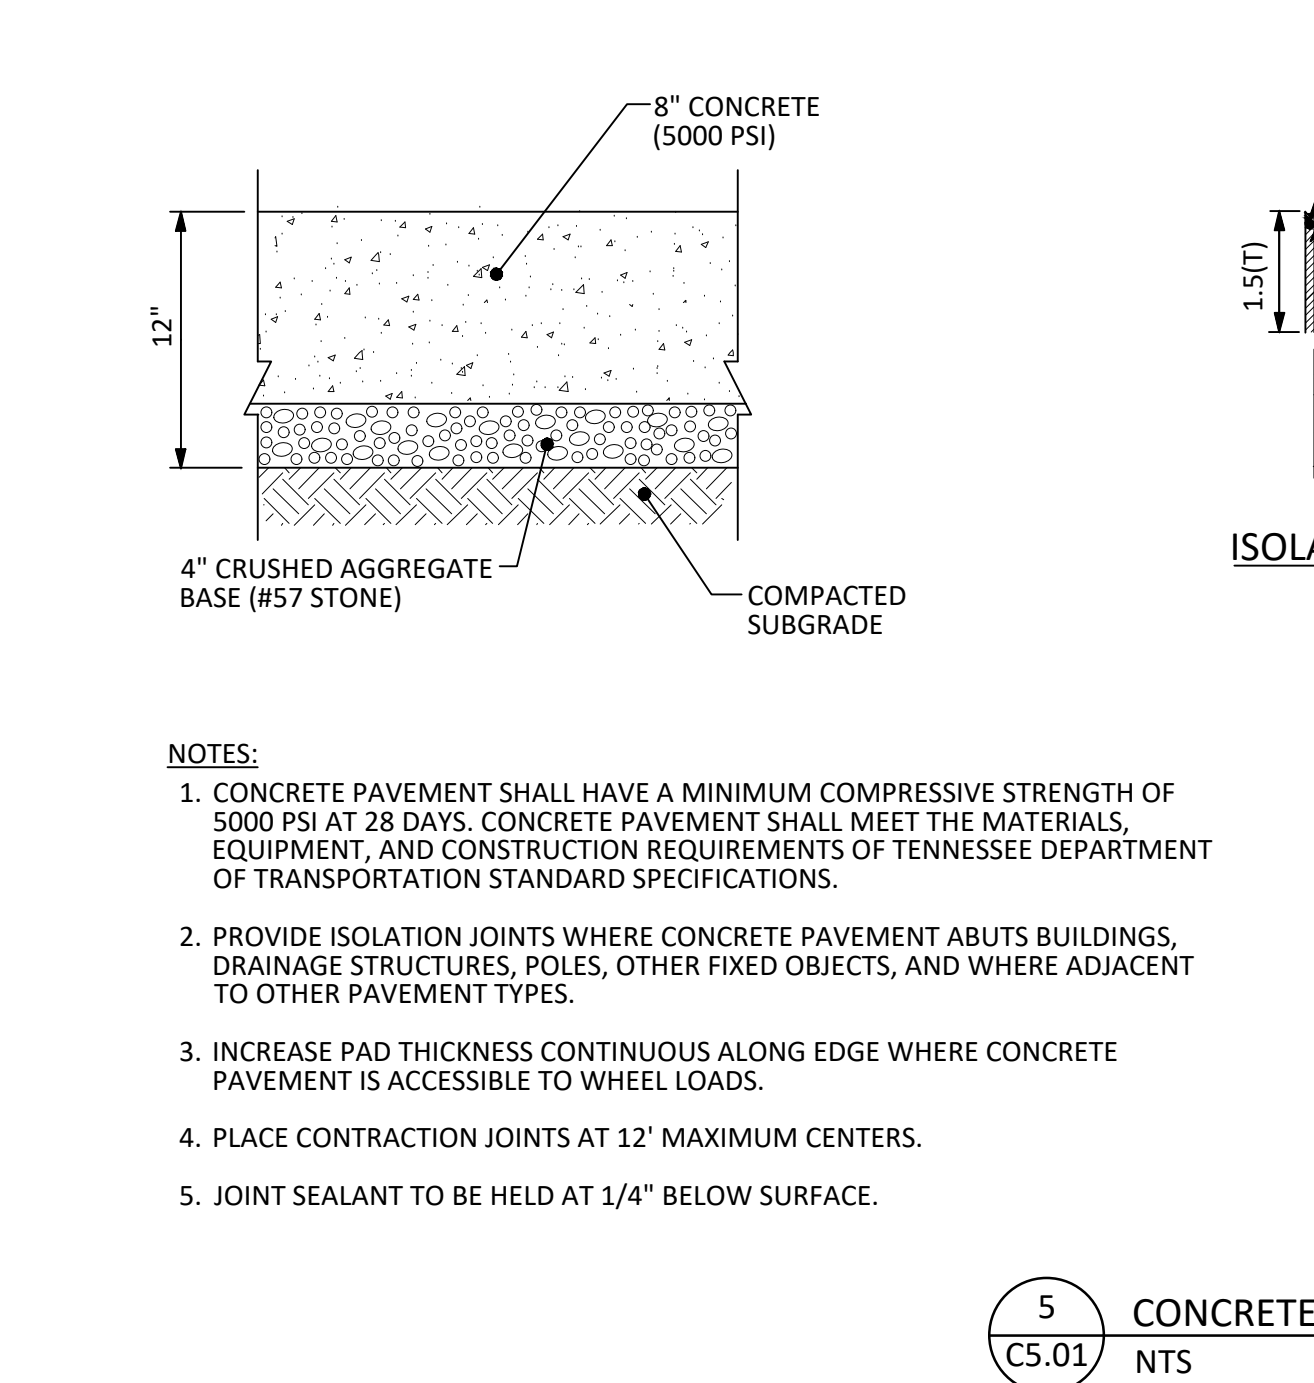 8" CONCRETE
(5000 PSI)
12"
1.5(T)
4" CRUSHED AGGREGATE
BASE (#57 STONE)
COMPACTED
SUBGRADE
NOTES:
1. CONCRETE PAVEMENT SHALL HAVE A MINIMUM COMPRESSIVE STRENGTH OF
5000 PSI AT 28 DAYS. CONCRETE PAVEMENT SHALL MEET THE MATERIALS,
EQUIPMENT, AND CONSTRUCTION REQUIREMENTS OF TENNESSEE DEPARTMENT
OF TRANSPORTATION STANDARD SPECIFICATIONS.
2. PROVIDE ISOLATION JOINTS WHERE CONCRETE PAVEMENT ABUTS BUILDINGS,
DRAINAGE STRUCTURES, POLES, OTHER FIXED OBJECTS, AND WHERE ADJACENT
TO OTHER PAVEMENT TYPES.
3. INCREASE PAD THICKNESS CONTINUOUS ALONG EDGE WHERE CONCRETE
PAVEMENT IS ACCESSIBLE TO WHEEL LOADS.
4. PLACE CONTRACTION JOINTS AT 12' MAXIMUM CENTERS.
5. JOINT SEALANT TO BE HELD AT 1/4" BELOW SURFACE.
5
C5.01
CONCRETE
NTS